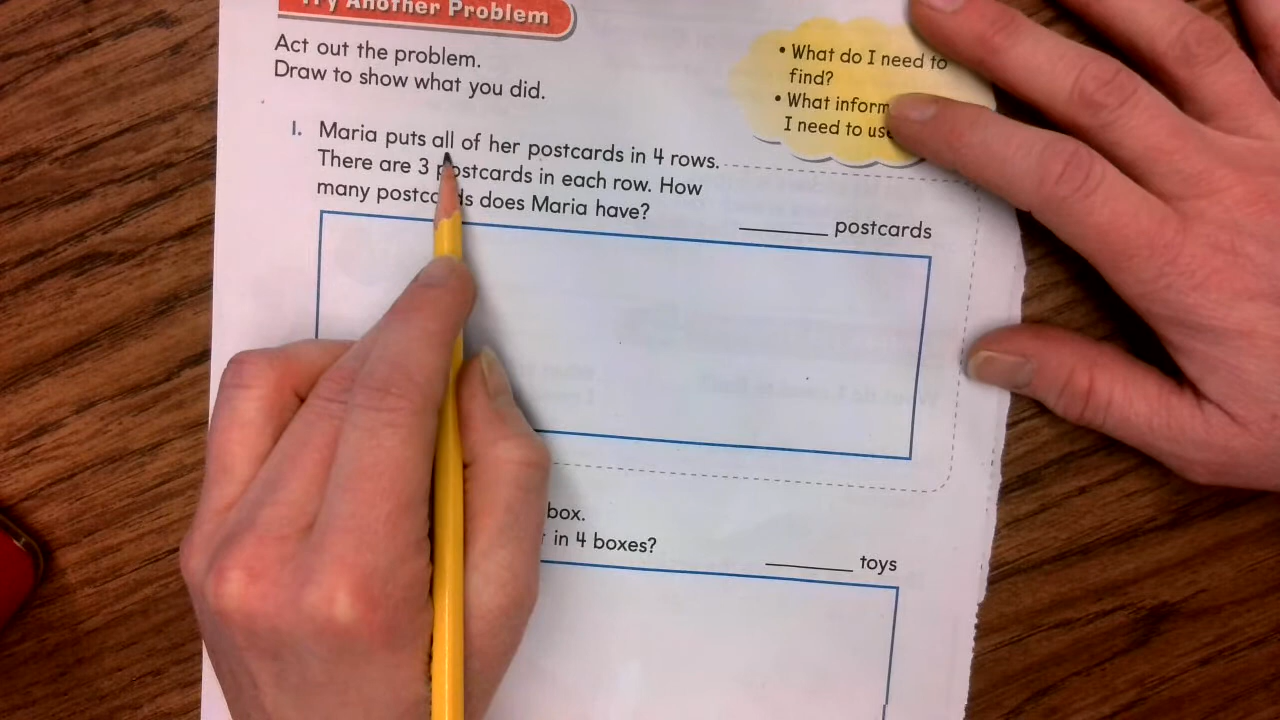 Try Another Problem
Act out the problem.
Draw to show what you did.
• What do I need to
find?
• What
I need to
1. Maria puts all of her postcards in 4 rows.
There are 3 postcards in each row. How
many postcards does Maria have?
postcards
box.
in 4 boxes?
toys